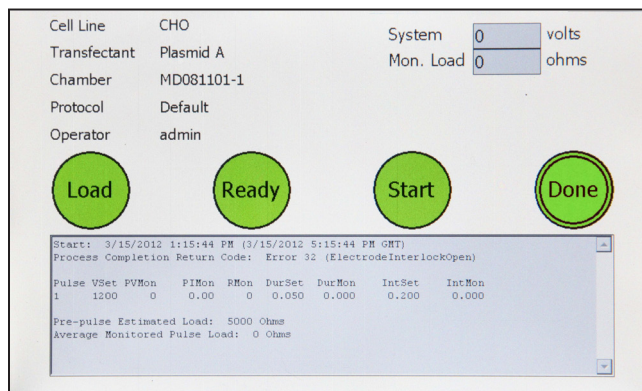 Cell Line CHO
Transfectant Plasmid A
Chamber MD081101-1
Protocol Default
Operator admin
System 0 volts
Mon. Load 0 ohms
Load Ready Start Done
Start: 3/15/2012 1:15:44 PM (3/15/2012 5:15:44 PM GMT)
Process Completion Return Code: Error 32 (ElectrodeInterlockOpen)
Pulse VSet PVMon PIMon RMon DurSet DurMon IntSet IntMon
1 1200 0 0.00 0 0.050 0.000 0.200 0.000
Pre-pulse Estimated Load: 5000 Ohms
Average Monitored Pulse Load: 0 Ohms